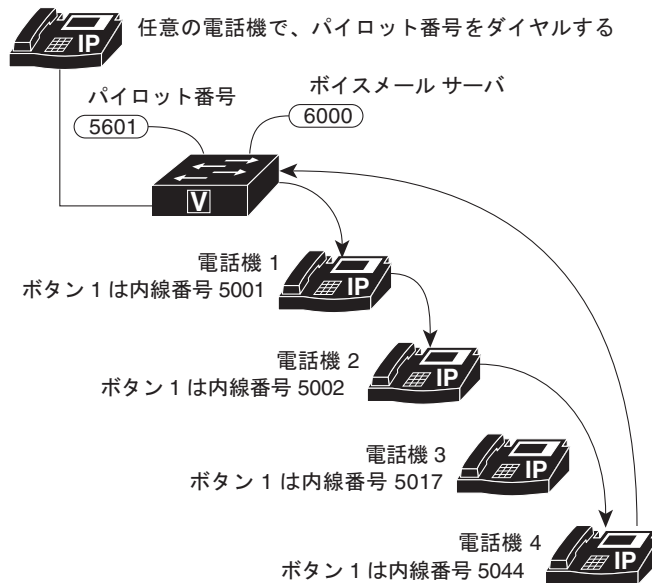 任意の電話機で、パイロット番号をダイヤルする
IP
パイロット番号
5601
ボイスメール サーバ
6000
V
電話機 1
ボタン 1 は内線番号 5001
IP
電話機 2
ボタン 1 は内線番号 5002
IP
電話機 3
ボタン 1 は内線番号 5017
IP
電話機 4
ボタン 1 は内線番号 5044
IP